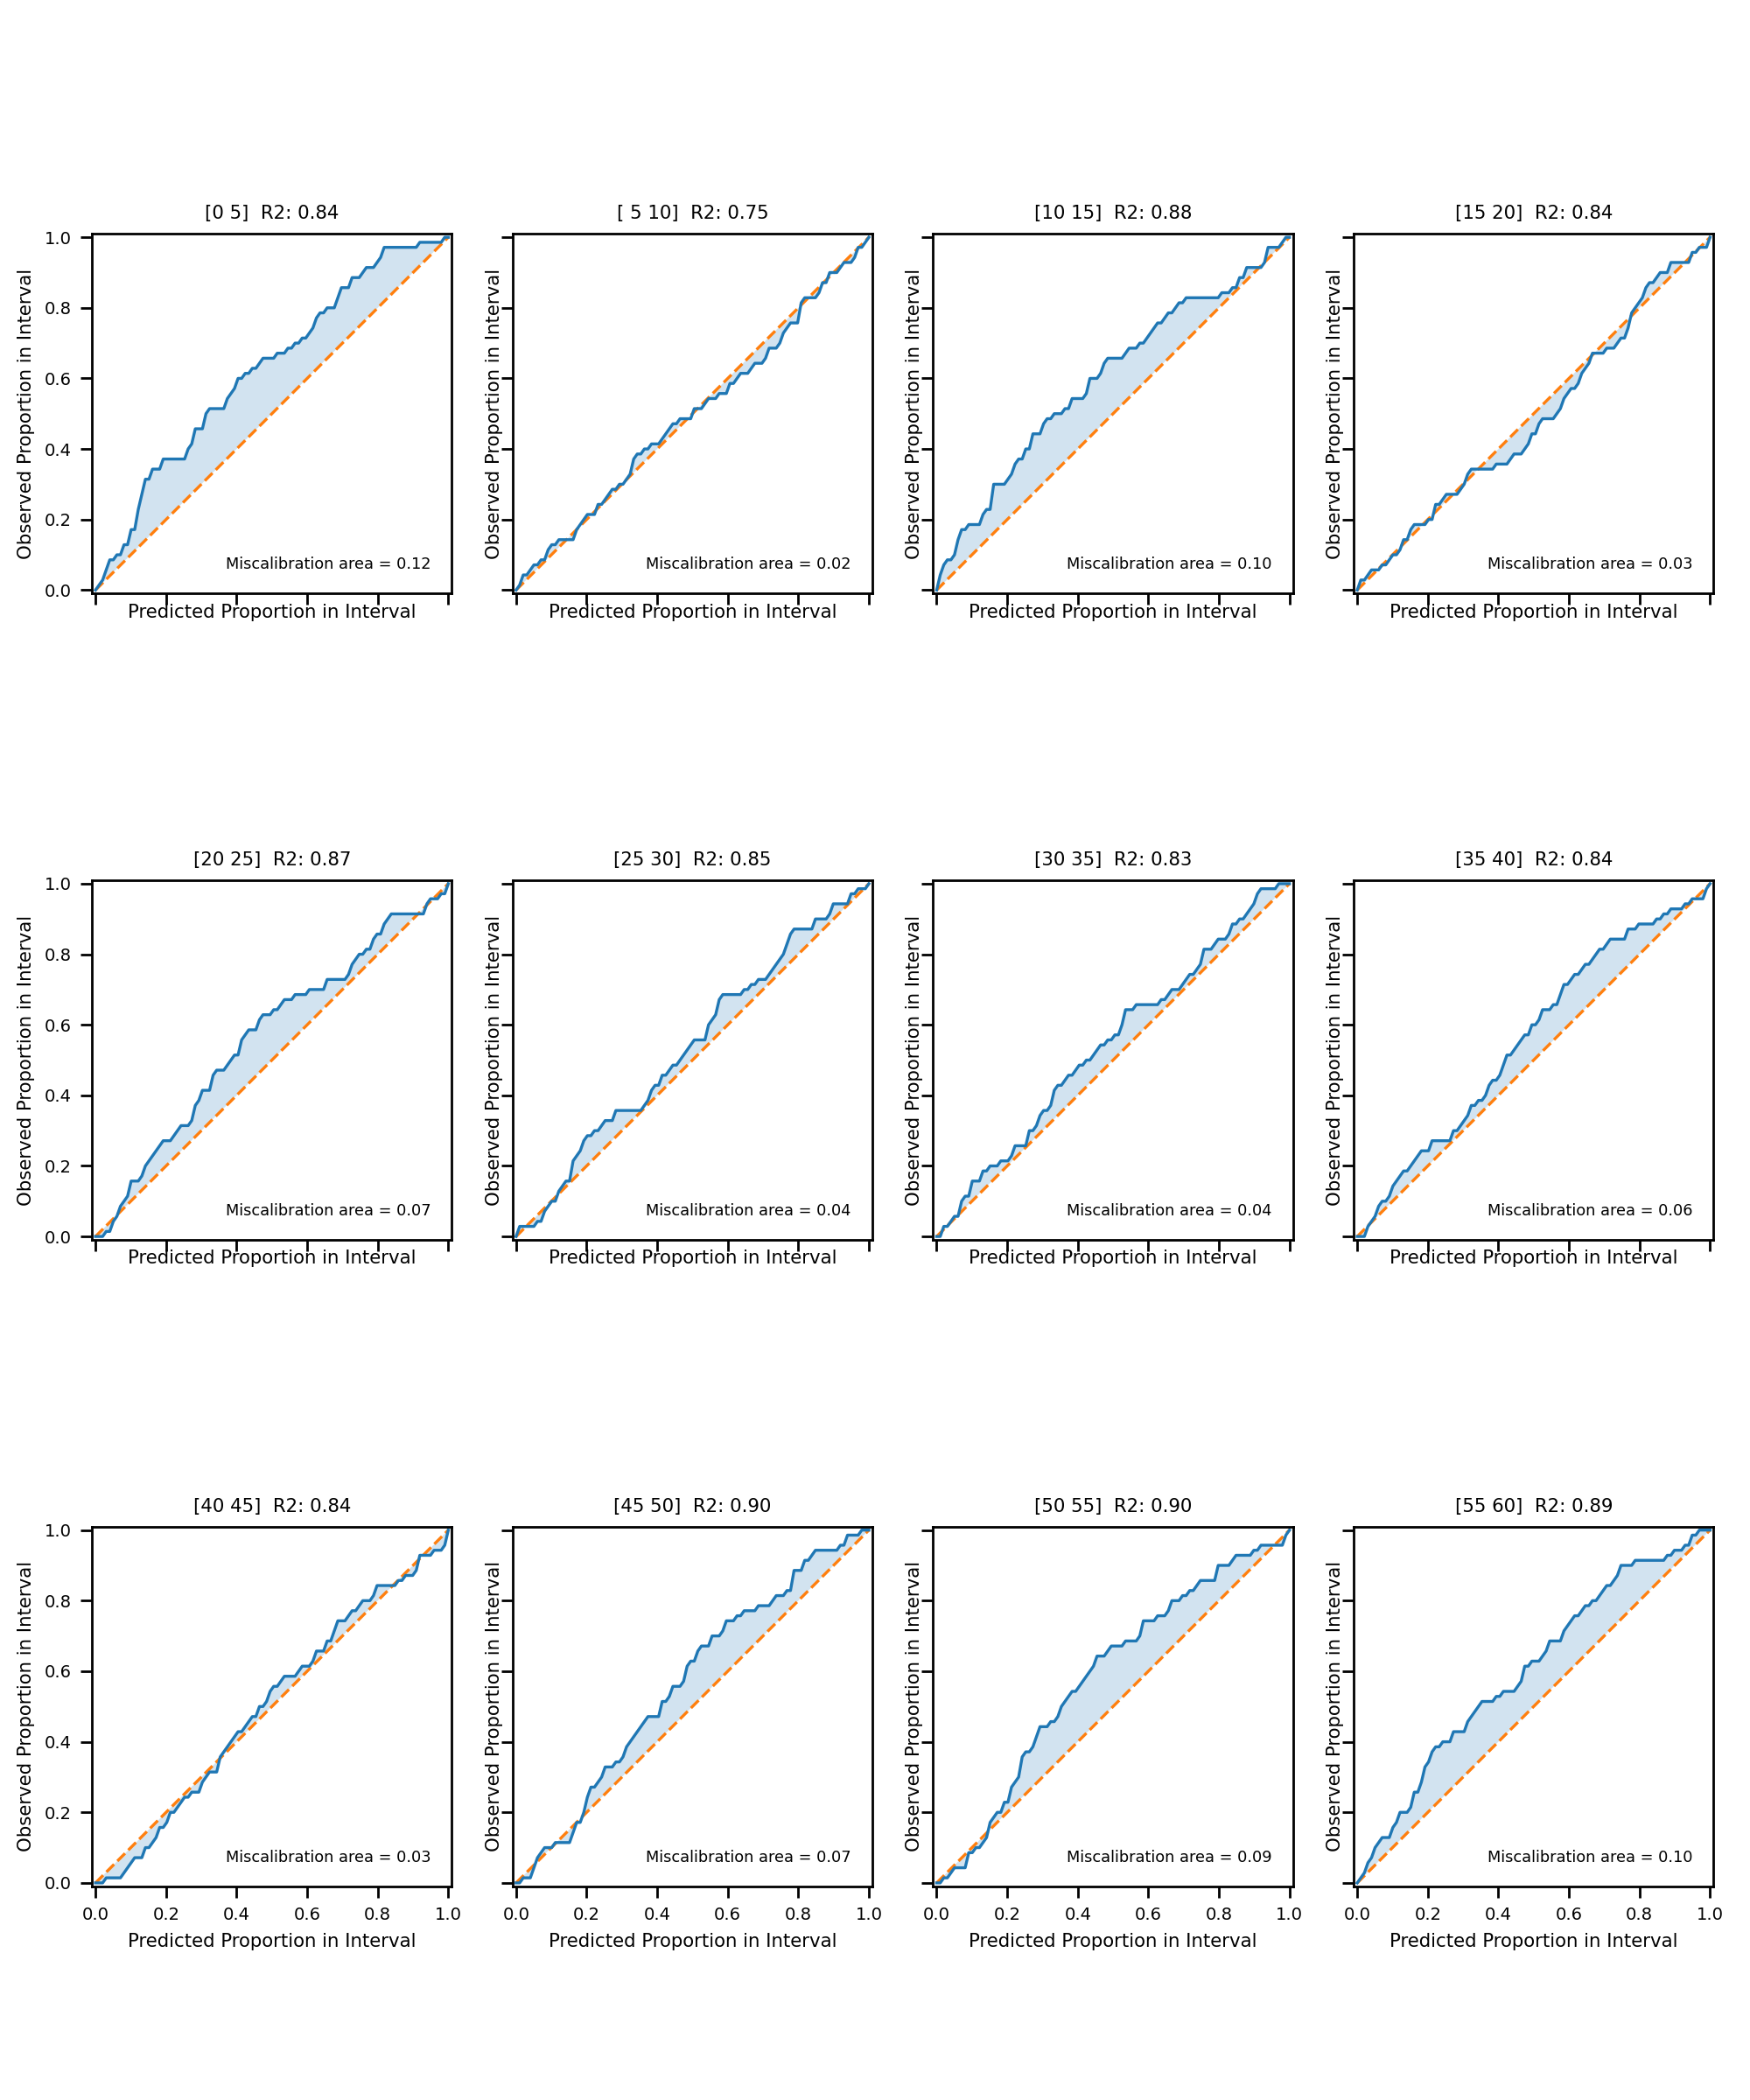 [0 5]  R2: 0.84
[ 5 10]  R2: 0.75
[10 15]  R2: 0.88
[15 20]  R2: 0.84
Observed Proportion in Interval
1.0
0.8
0.6
0.4
0.2
0.0
Miscalibration area = 0.12
Predicted Proportion in Interval
Observed Proportion in Interval
Miscalibration area = 0.02
Predicted Proportion in Interval
Observed Proportion in Interval
Miscalibration area = 0.10
Predicted Proportion in Interval
Observed Proportion in Interval
Miscalibration area = 0.03
Predicted Proportion in Interval
[20 25]  R2: 0.87
[25 30]  R2: 0.85
[30 35]  R2: 0.83
[35 40]  R2: 0.84
Observed Proportion in Interval
1.0
0.8
0.6
0.4
0.2
0.0
Miscalibration area = 0.07
Predicted Proportion in Interval
Observed Proportion in Interval
Miscalibration area = 0.04
Predicted Proportion in Interval
Observed Proportion in Interval
Miscalibration area = 0.04
Predicted Proportion in Interval
Observed Proportion in Interval
Miscalibration area = 0.06
Predicted Proportion in Interval
[40 45]  R2: 0.84
[45 50]  R2: 0.90
[50 55]  R2: 0.90
[55 60]  R2: 0.89
Observed Proportion in Interval
1.0
0.8
0.6
0.4
0.2
0.0
Miscalibration area = 0.03
0.0 0.2 0.4 0.6 0.8 1.0
Predicted Proportion in Interval
Observed Proportion in Interval
Miscalibration area = 0.07
0.0 0.2 0.4 0.6 0.8 1.0
Predicted Proportion in Interval
Observed Proportion in Interval
Miscalibration area = 0.09
0.0 0.2 0.4 0.6 0.8 1.0
Predicted Proportion in Interval
Observed Proportion in Interval
Miscalibration area = 0.10
0.0 0.2 0.4 0.6 0.8 1.0
Predicted Proportion in Interval